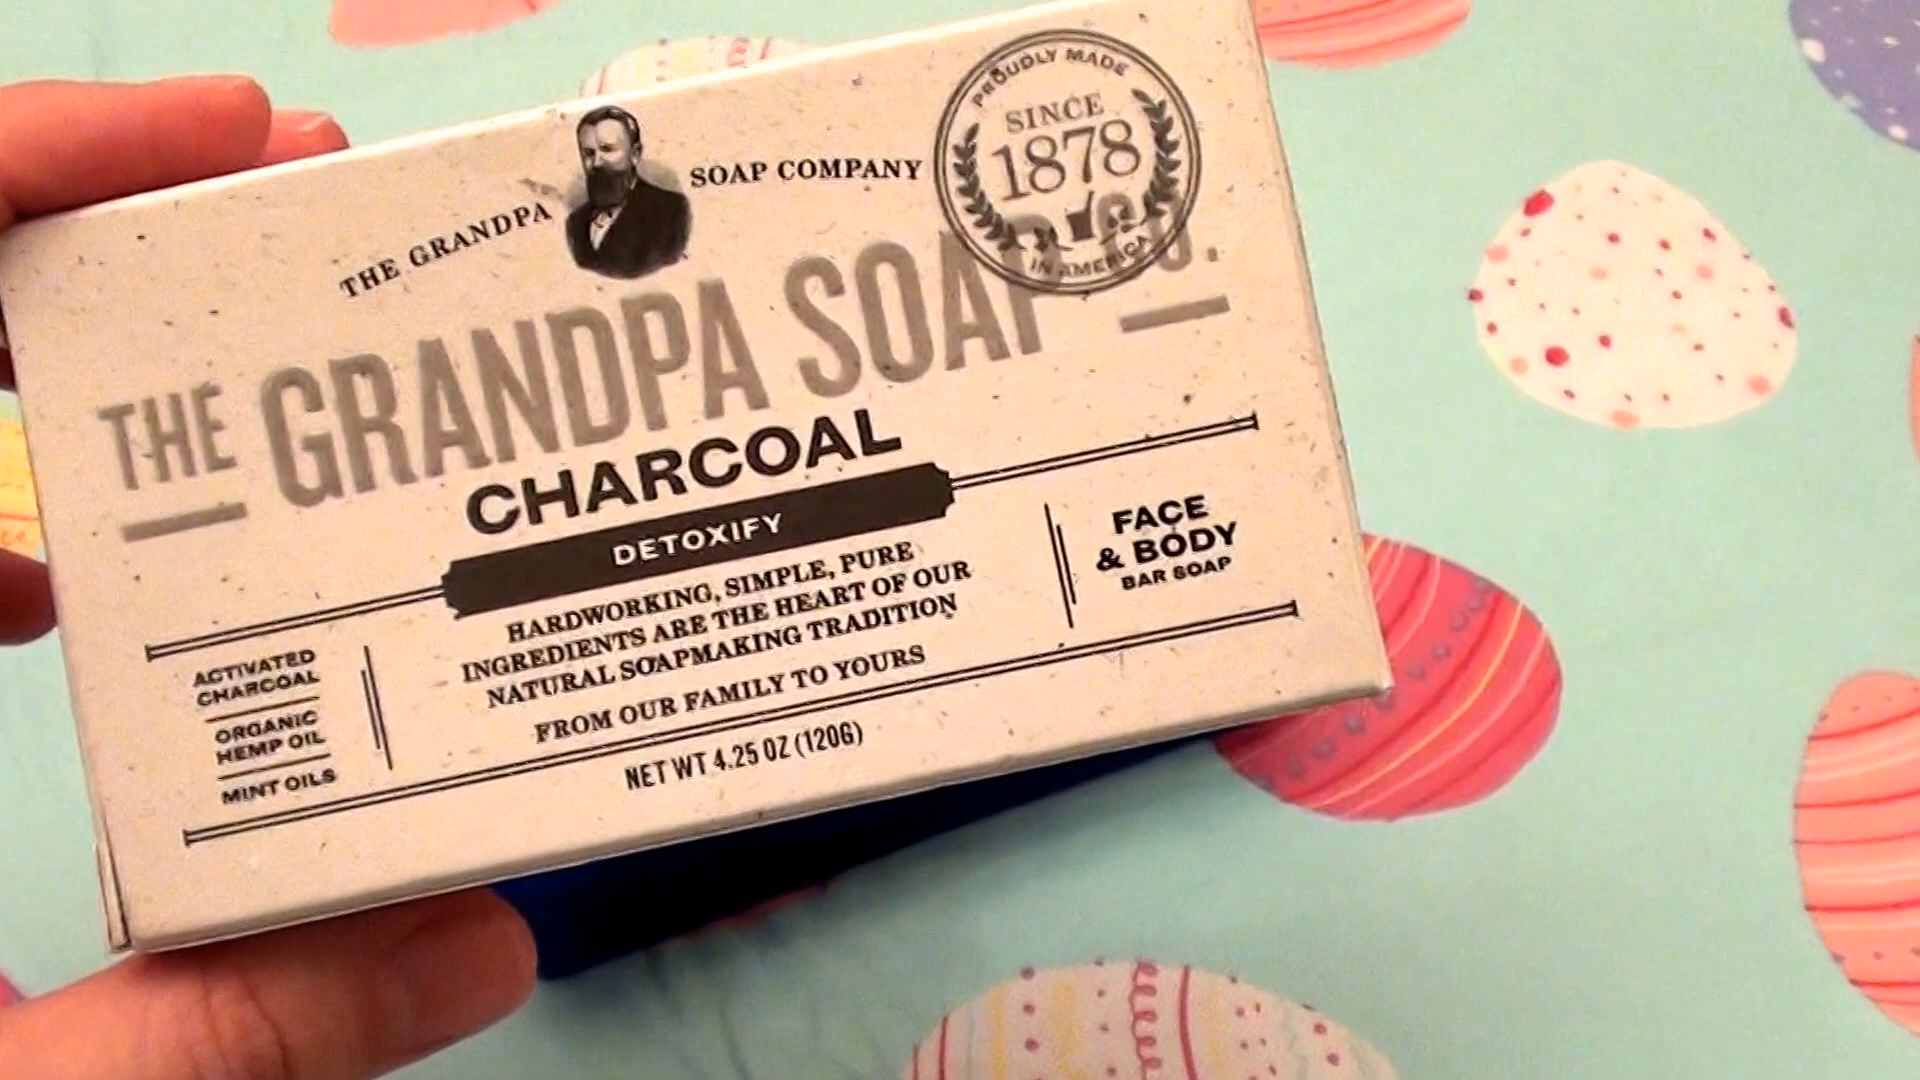 THE GRANDPA SOAP COMPANY
PROUDLY MADE
SINCE
1878
IN AMERICA
THE GRANDPA SOAP CO.
CHARCOAL
DETOXIFY
HARDWORKING, SIMPLE, PURE
INGREDIENTS ARE THE HEART OF OUR
NATURAL SOAPMAKING TRADITION
FROM OUR FAMILY TO YOURS
ACTIVATED
CHARCOAL
ORGANIC
HEMP OIL
MINT OILS
FACE
& BODY
BAR SOAP
NET WT 4.25 OZ (120G)